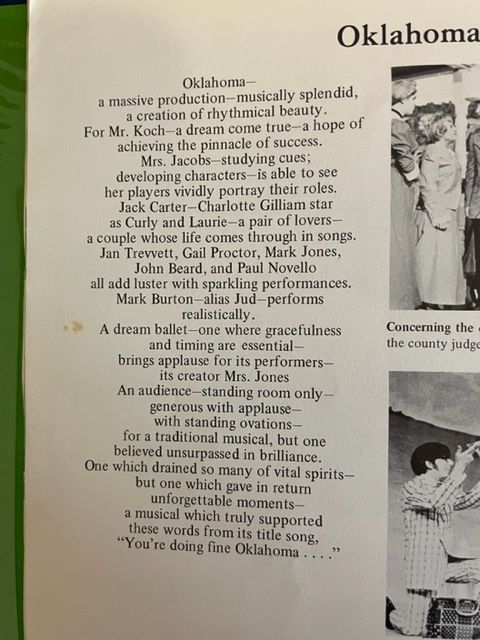 Oklahoma
Oklahoma—
a massive production—musically splendid,
a creation of rhythmical beauty.
For Mr. Koch—a dream come true—a hope of
achieving the pinnacle of success.
Mrs. Jacobs—studying cues;
developing characters—is able to see
her players vividly portray their roles.
Jack Carter—Charlotte Gilliam star
as Curly and Laurie—a pair of lovers—
a couple whose life comes through in songs.
Jan Trevvett, Gail Proctor, Mark Jones,
John Beard, and Paul Novello
all add luster with sparkling performances.
Mark Burton—alias Jud—performs
realistically.
A dream ballet—one where gracefulness
and timing are essential—
brings applause for its performers—
its creator Mrs. Jones
An audience—standing room only—
generous with applause—
with standing ovations—
for a traditional musical, but one
believed unsurpassed in brilliance.
One which drained so many of vital spirits—
but one which gave in return
unforgettable moments—
a musical which truly supported
these words from its title song,
“You're doing fine Oklahoma . . . .”
Concerning the
the county judge